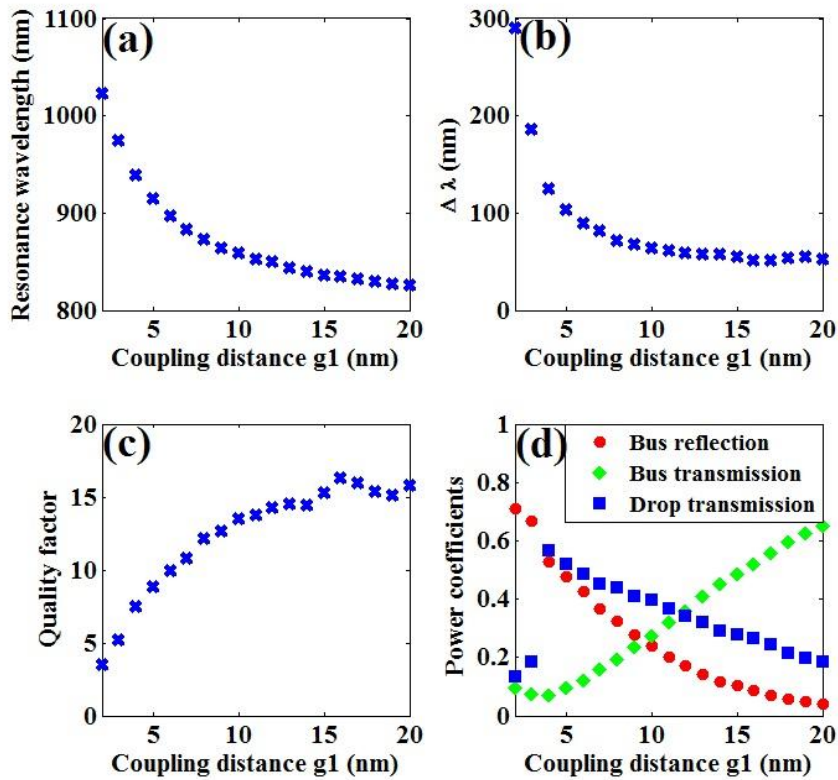 (a)
Resonance wavelength (nm)
1100
1000
900
800
5 10 15 20
Coupling distance g1 (nm)
(b)
Δ λ (nm)
300
200
100
0
5 10 15 20
Coupling distance g1 (nm)
(c)
Quality factor
20
15
10
5
0
5 10 15 20
Coupling distance g1 (nm)
(d)
Power coefficients
1
0.8
0.6
0.4
0.2
0
Bus reflection
Bus transmission
Drop transmission
5 10 15 20
Coupling distance g1 (nm)